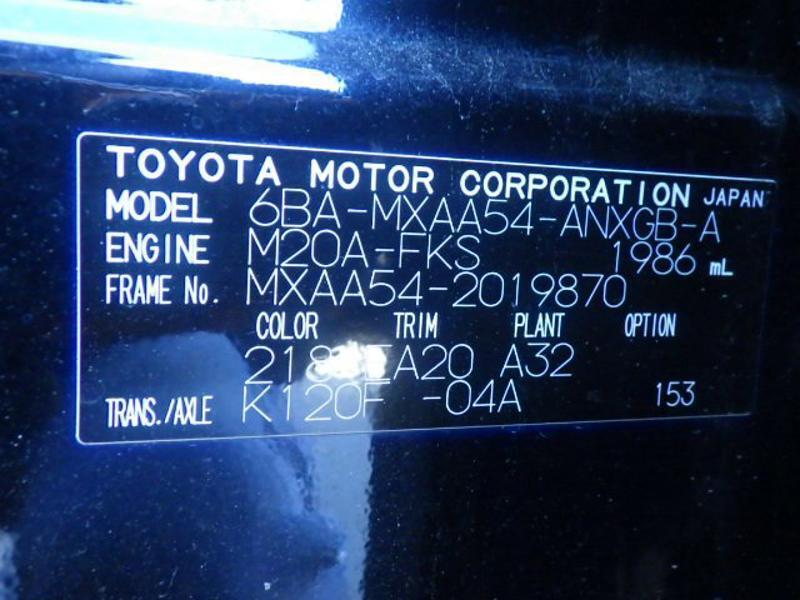 TOYOTA MOTOR CORPORATION JAPAN
MODEL 6BA-MXAA54-ANXGB-A
ENGINE M20A-FKS 1986 mL
FRAME No. MXAA54-2019870
COLOR TRIM PLANT OPTION
A32
TRANS./AXLE K120F -04A 153